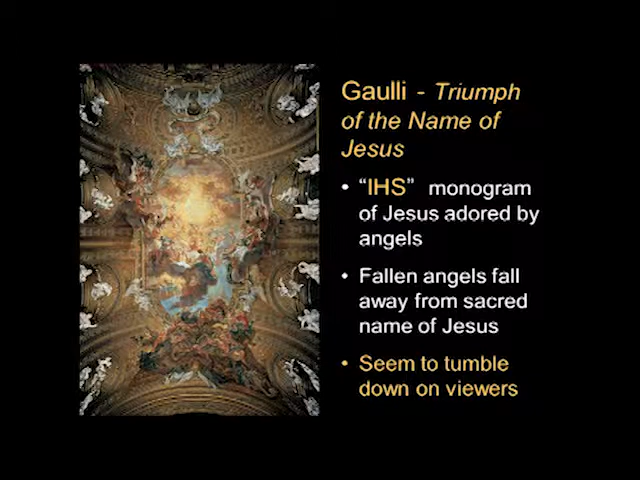 Gaulli - Triumph
of the Name of
Jesus
• “IHS” monogram
of Jesus adored by
angels
• Fallen angels fall
away from sacred
name of Jesus
• Seem to tumble
down on viewers